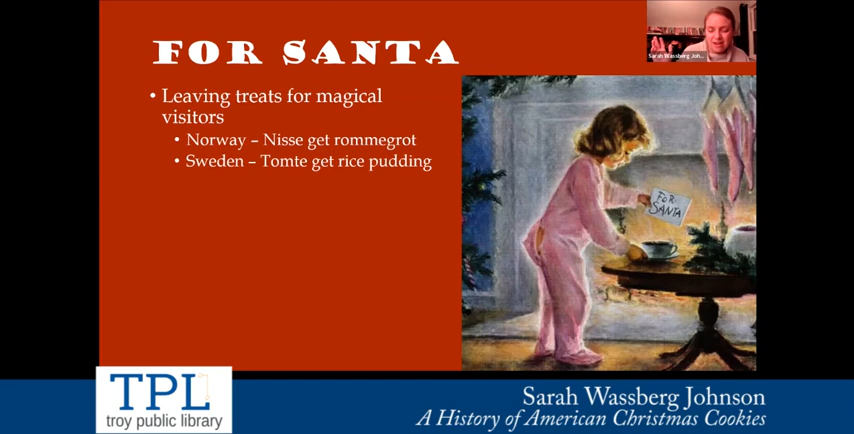 FOR SANTA
Sarah Wassberg Joh...
• Leaving treats for magical
visitors
• Norway – Nisse get rommegrot
• Sweden – Tomte get rice pudding
FOR
SANTA
TPL
troy public library
Sarah Wassberg Johnson
A History of American Christmas Cookies